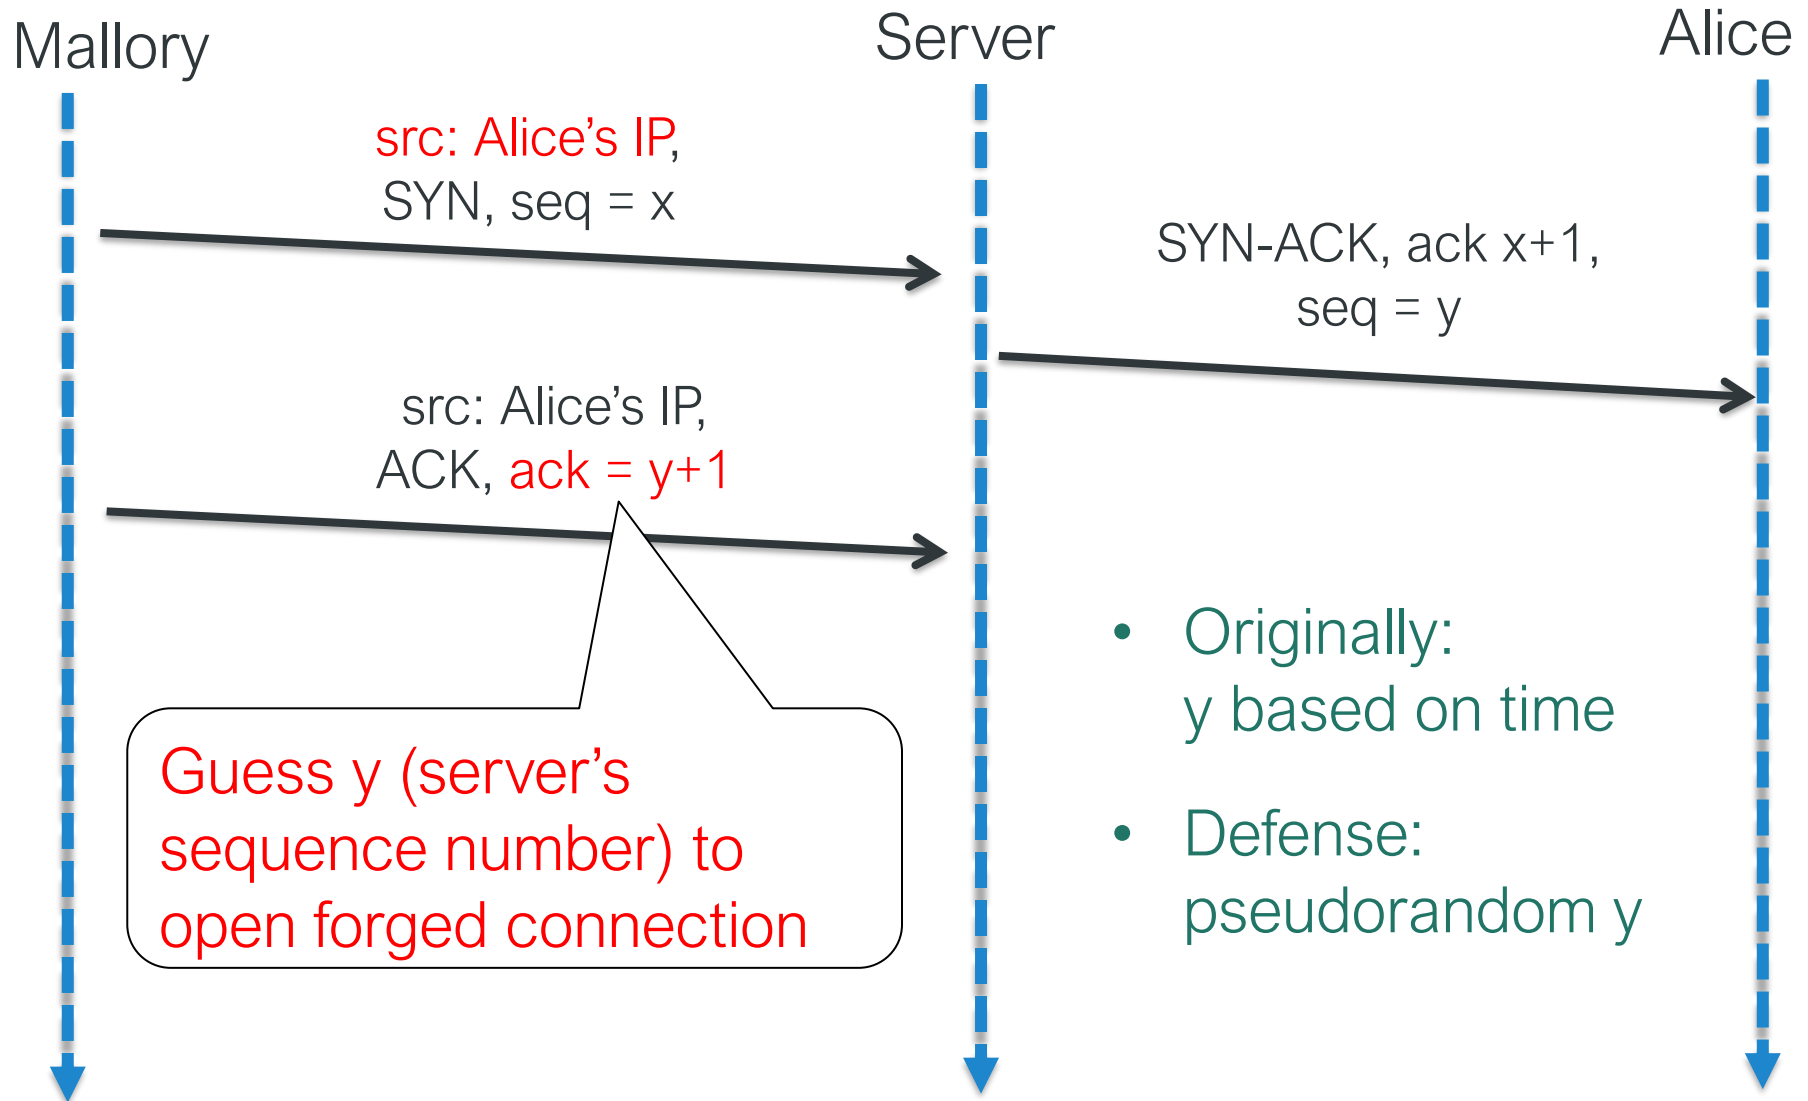 Mallory
Server
Alice
src: Alice’s IP,
SYN, seq = x
SYN-ACK, ack x+1,
seq = y
src: Alice’s IP,
ACK, ack = y+1
Guess y (server’s
sequence number) to
open forged connection
• Originally:
y based on time
• Defense:
pseudorandom y